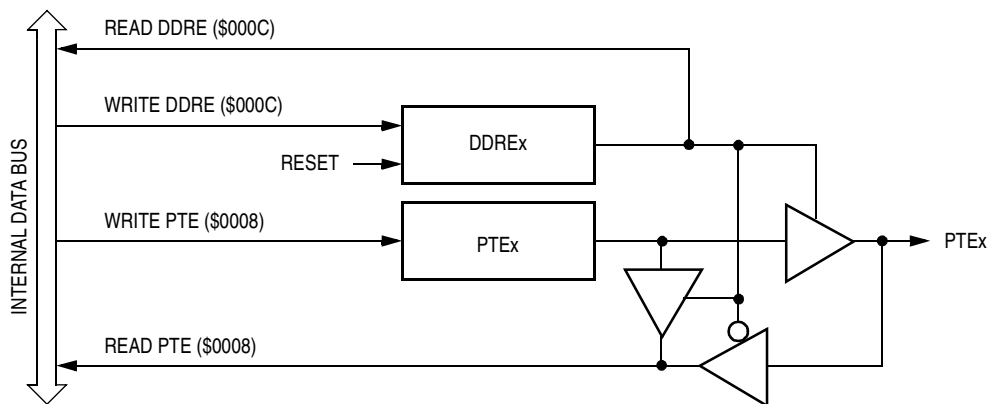 READ DDRE ($000C)
WRITE DDRE ($000C)
DDREx
RESET
INTERNAL DATA BUS
WRITE PTE ($0008)
PTEx
PTEx
READ PTE ($0008)